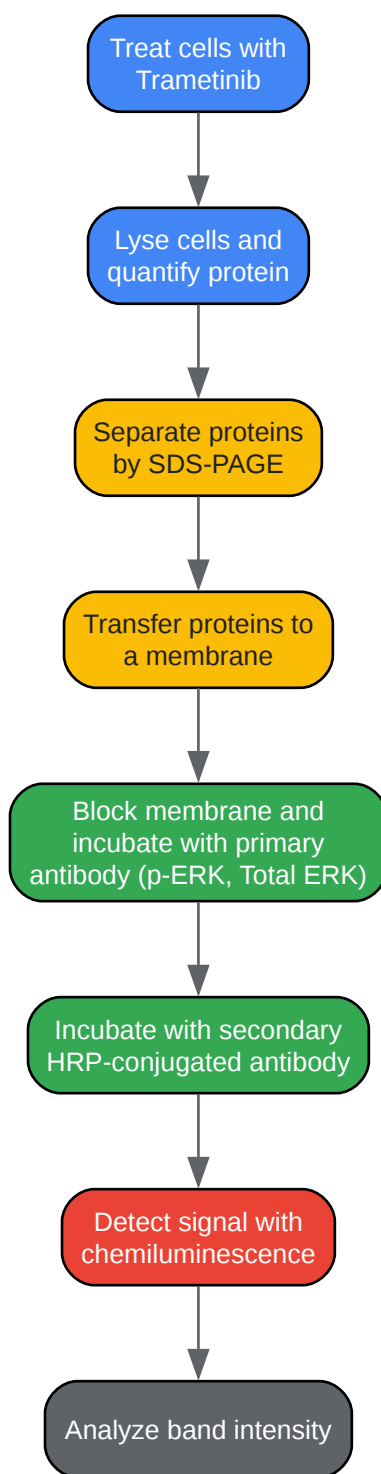 Treat cells with
Trametinib
Lyse cells and
quantify protein
Separate proteins
by SDS-PAGE
Transfer proteins to
a membrane
Block membrane and
incubate with primary
antibody (p-ERK, Total ERK)
Incubate with secondary
HRP-conjugated antibody
Detect signal with
chemiluminescence
Analyze band intensity